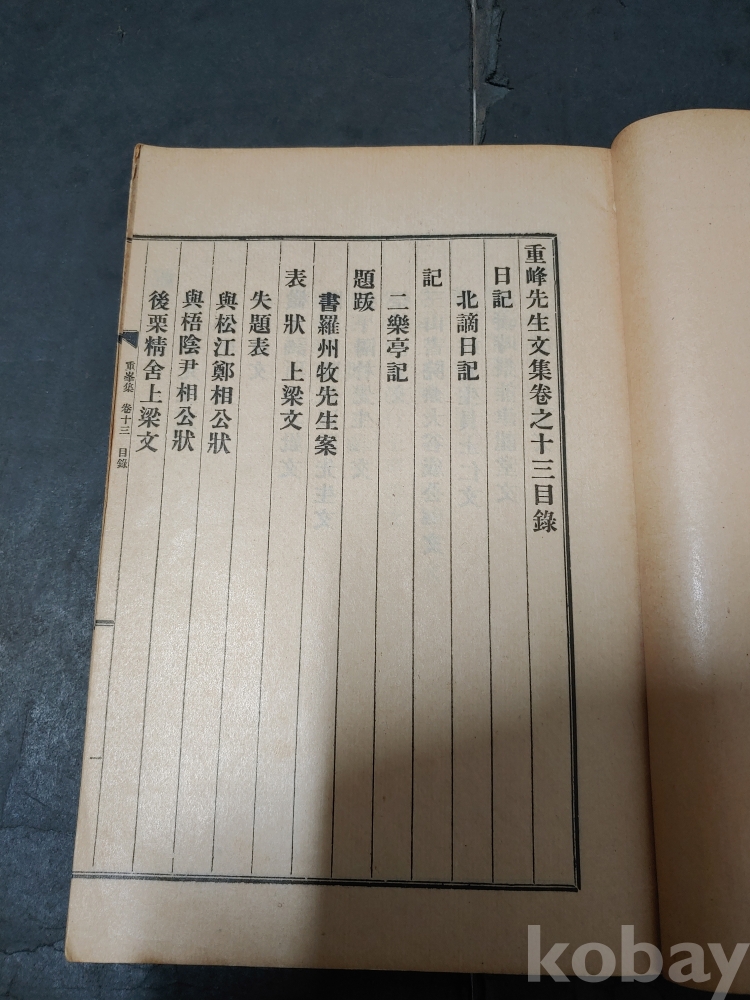 重峰先生文集卷之十三目錄
日記
北謫日記
記
二樂亭記
題跋
書羅州牧先生案
表 狀 上梁文
失題表
與松江鄭相公狀
與梧陰尹相公狀
後栗精舍上梁文
重峯集 卷十三 目錄
kobay